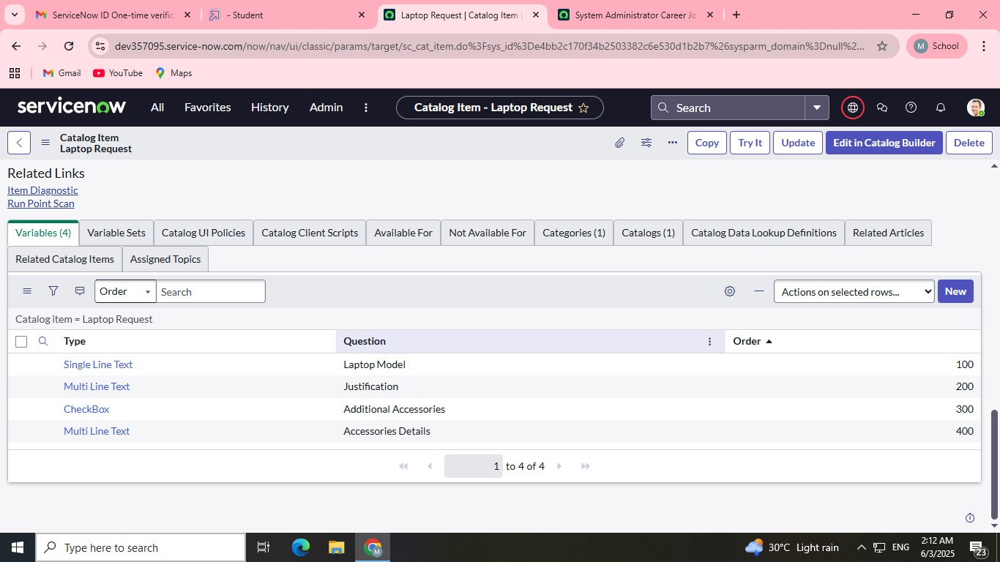 ServiceNow ID One-time verific
- Student
Laptop Request | Catalog Item |
System Administrator Career Jo
dev357095.service-now.com/now/nav/ui/classic/params/target/sc_cat_item.do%3Fsys_id%3De4bb2c170f34b2503382c6e530d1b2b7%26sysparm_domain%3Dnull%2...
M School
Gmail YouTube Maps
servicenow All Favorites History Admin Catalog Item - Laptop Request Search
Catalog Item
Laptop Request
Copy Try It Update Edit in Catalog Builder Delete
Related Links
Item Diagnostic
Run Point Scan
Variables (4) Variable Sets Catalog UI Policies Catalog Client Scripts Available For Not Available For Categories (1) Catalogs (1) Catalog Data Lookup Definitions Related Articles
Related Catalog Items Assigned Topics
Order Search Actions on selected rows... New
Catalog item = Laptop Request
Type Question Order
Single Line Text Laptop Model 100
Multi Line Text Justification 200
CheckBox Additional Accessories 300
Multi Line Text Accessories Details 400
1 to 4 of 4
Type here to search M 30°C Light rain ENG 2:12 AM
6/3/2025 23